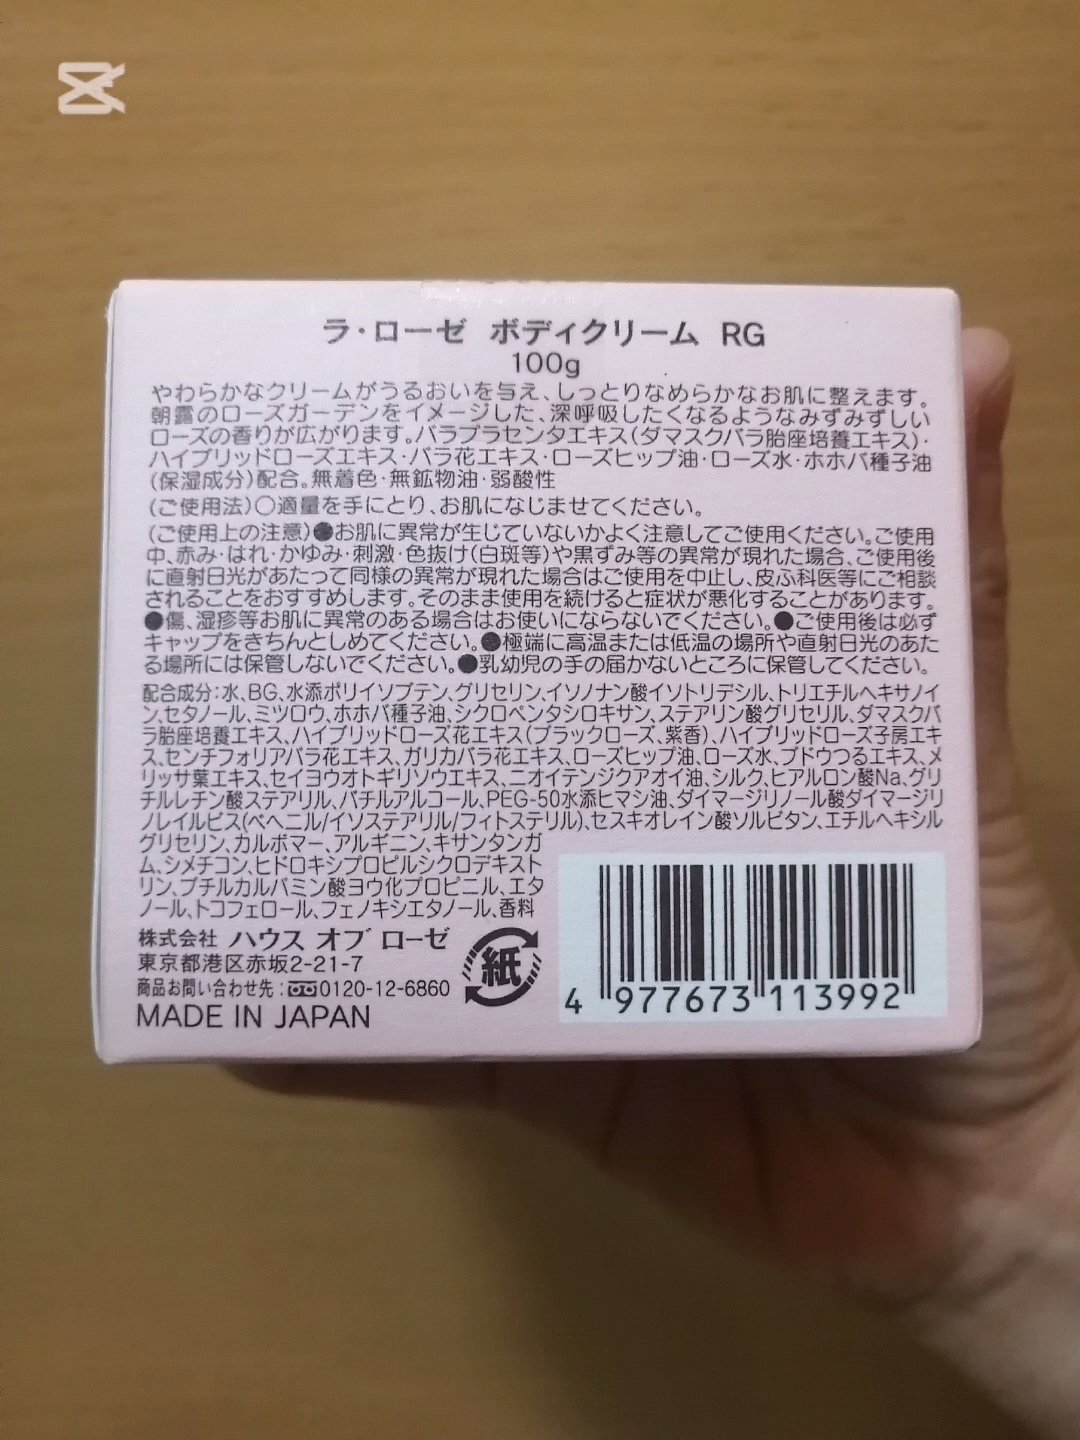 ラ・ローゼ ボディクリーム RG
100g
やわらかなクリームがうるおいを与え、しっとりなめらかなお肌に整えます。
朝露のローズガーデンをイメージした、深呼吸したくなるようなみずみずしい
ローズの香りが広がります。バラプラセンタエキス(ダマスクバラ胎座培養エキス)・
ハイブリッドローズエキス・バラ花エキス・ローズヒップ油・ローズ水・ホホバ種子油
(保湿成分)配合。無着色・無鉱物油・弱酸性
(ご使用法)○適量を手にとり、お肌になじませてください。
(ご使用上の注意)●お肌に異常が生じていないかよく注意してご使用ください。ご使用
中、赤み・はれ・かゆみ・刺激・色抜け(白斑等)や黒ずみ等の異常が現れた場合、ご使用後
に直射日光があたって同様の異常が現れた場合はご使用を中止し、皮ふ科医等にご相談
されることをおすすめします。そのまま使用を続けると症状が悪化することがあります。
●傷、湿疹等お肌に異常のある場合はお使いにならないでください。●ご使用後は必ず
キャップをきちんとしめてください。●極端に高温または低温の場所や直射日光のあた
る場所には保管しないでください。●乳幼児の手の届かないところに保管してください。
配合成分:水、BG、水添ポリイソブテン、グリセリン、イソノナン酸イソトリデシル、トリエチルヘキサノイ
ン、セタノール、ミツロウ、ホホバ種子油、シクロペンタシロキサン、ステアリン酸グリセリル、ダマスクバ
ラ胎座培養エキス、ハイブリッドローズ花エキス(ブラックローズ、紫香)、ハイブリッドローズ子房エキ
ス、センチフォリアバラ花エキス、ガリカバラ花エキス、ローズヒップ油、ローズ水、ブドウつるエキス、メ
リッサ葉エキス、セイヨウオトギリソウエキス、ニオイテンジクアオイ油、シルク、ヒアルロン酸Na、グリ
チルレチン酸ステアリル、バチルアルコール、PEG-50水添ヒマシ油、ダイマージリノール酸ダイマージリ
ノレイルビス(ベヘニル/イソステアリル/フィトステリル)、セスキオレイン酸ソルビタン、エチルヘキシル
グリセリン、カルボマー、アルギニン、キサンタンガ
ム、シメチコン、ヒドロキシプロピルシクロデキスト
リン、ブチルカルバミン酸ヨウ化プロピニル、エタ
ノール、トコフェロール、フェノキシエタノール、香料
株式会社 ハウス オブ ローゼ
東京都港区赤坂2-21-7
商品お問い合わせ先:0120-12-6860
MADE IN JAPAN
紙
4 977673 113992